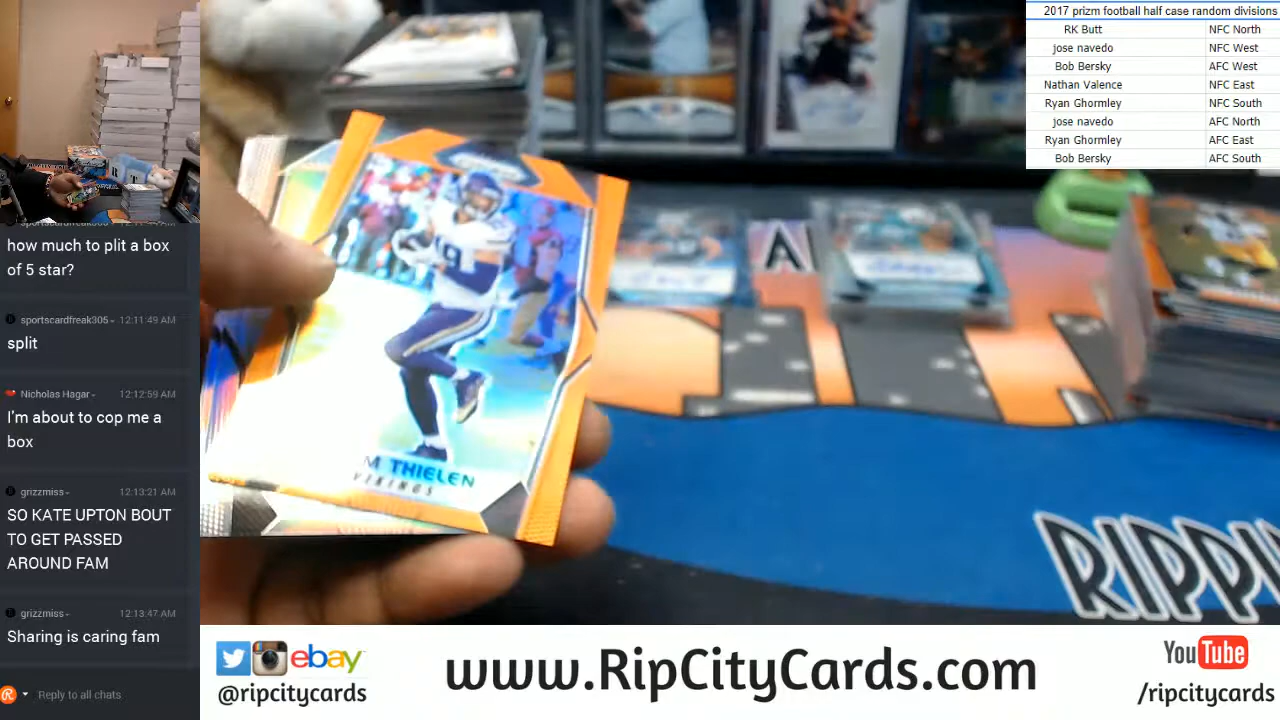 2017 prizm football half case random divisions
RK Butt NFC North
jose navedo NFC West
Bob Bersky AFC West
Nathan Valence NFC East
Ryan Ghormley NFC South
jose navedo AFC North
Ryan Ghormley AFC East
Bob Bersky AFC South
how much to plit a box
of 5 star?
sportscardfreak305 - 12:11:49 AM
split
Nicholas Hagar - 12:12:59 AM
I'm about to cop me a
box
grizzmiss - 12:13:21 AM
SO KATE UPTON BOUT
TO GET PASSED
AROUND FAM
grizzmiss - 12:13:47 AM
Sharing is caring fam
Reply to all chats
M THIELEN
VIKINGS
A
RIPPI
ebay
@ripcitycards
www.RipCityCards.com
YouTube
/ripcitycards